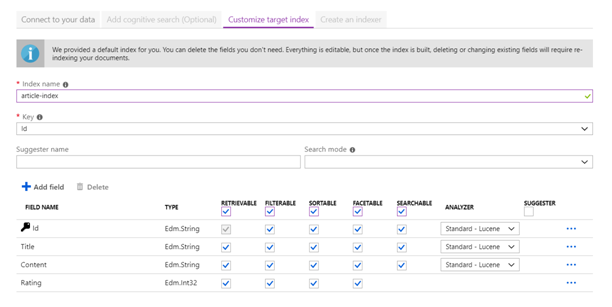 Connect to your data Add cognitive search (Optional) Customize target index Create an indexer
We provided a default index for you. You can delete the fields you don't need. Everything is editable, but once the index is built, deleting or changing existing fields will require re-
indexing your documents.
* Index name
article-index
* Key
Id
Suggester name Search mode
Add field Delete
FIELD NAME TYPE RETRIEVABLE FILTERABLE SORTABLE FACETABLE SEARCHABLE ANALYZER SUGGESTER
Id Edm.String Standard - Lucene
Title Edm.String Standard - Lucene
Content Edm.String Standard - Lucene
Rating Edm.Int32